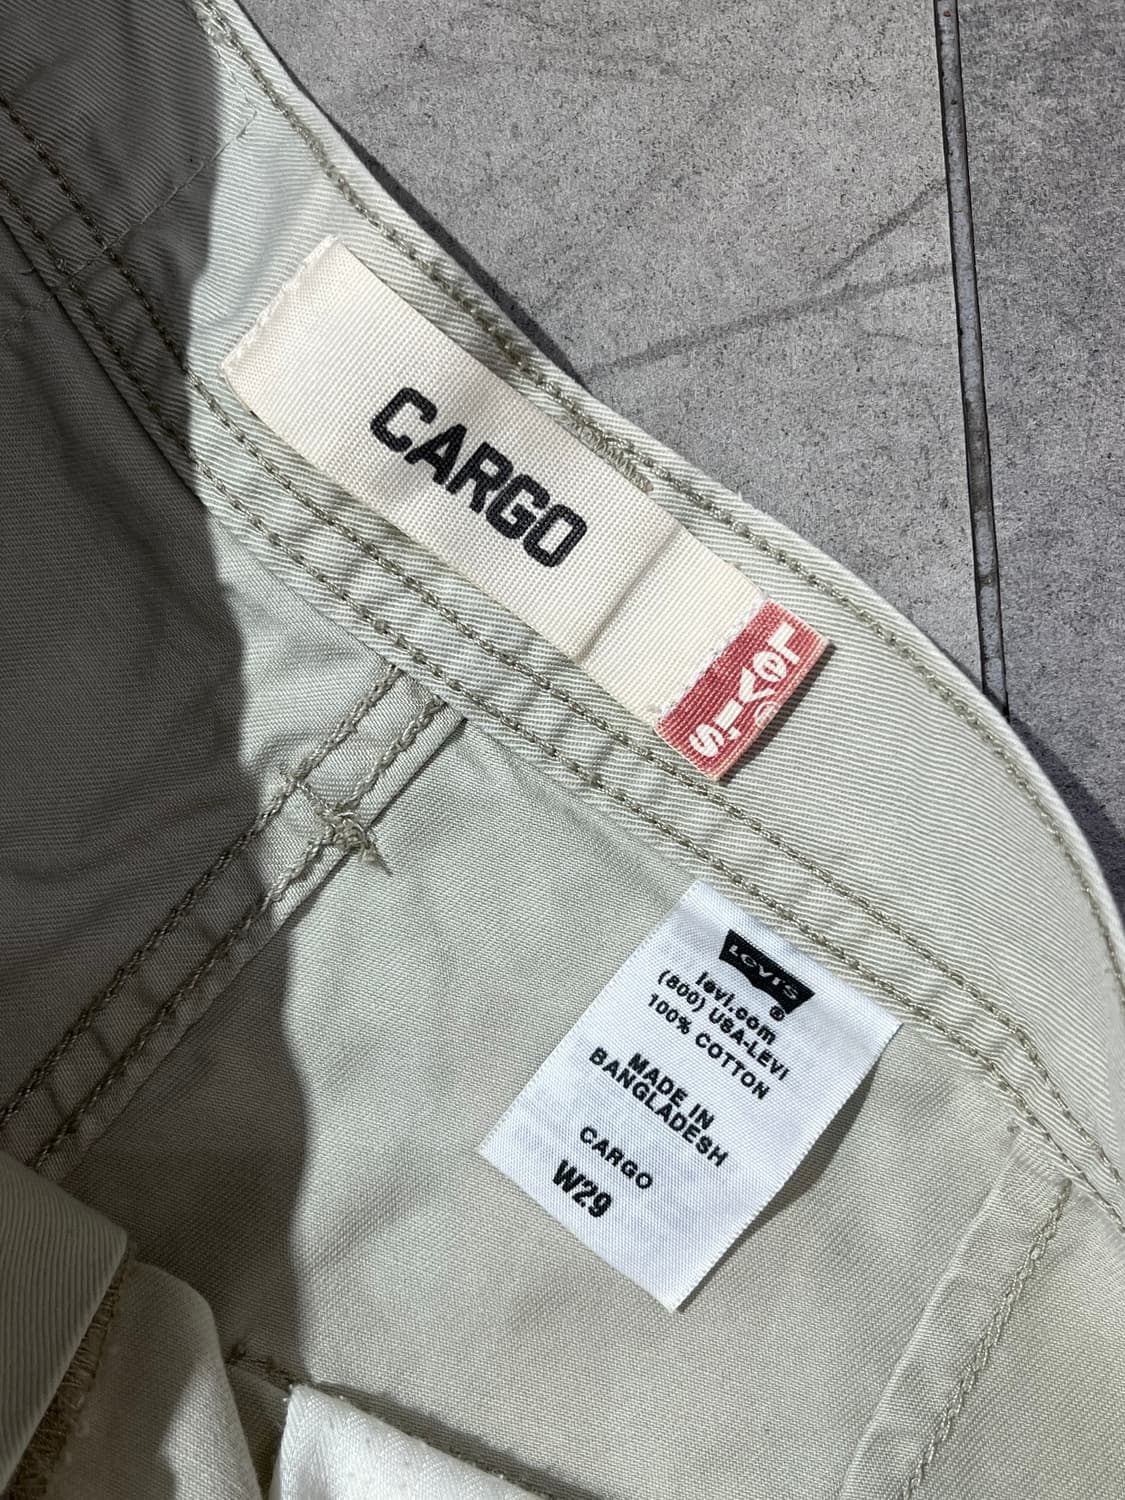 CARGO
Levi's
®
LEVI'S
®
levi.com
(800) USA-LEVI
100% COTTON
MADE IN
BANGLADESH
CARGO
W29